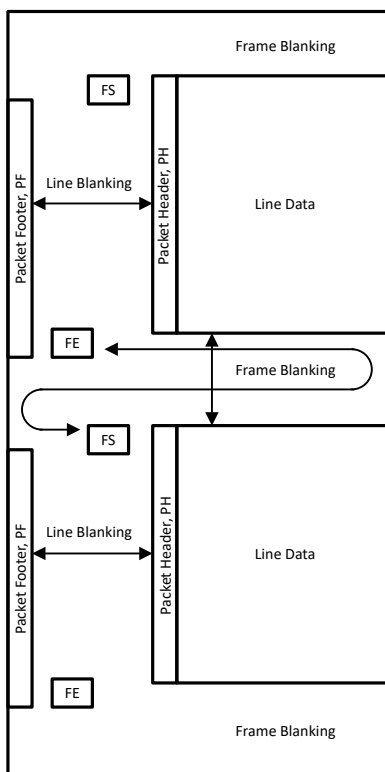 Frame Blanking
FS
Packet Footer, PF
Line Blanking
Packet Header, PH
Line Data
FE
Frame Blanking
FS
Packet Footer, PF
Line Blanking
Packet Header, PH
Line Data
FE
Frame Blanking